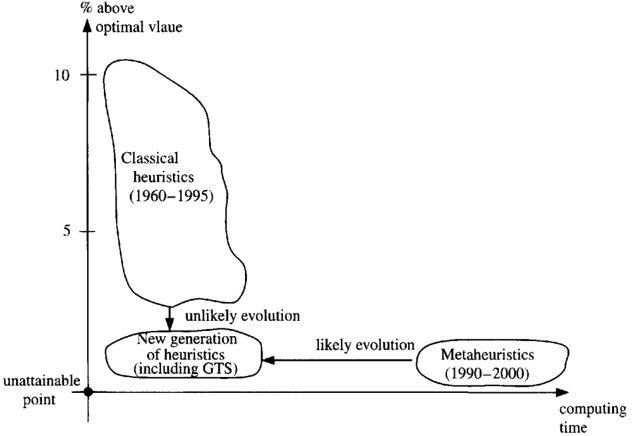 % above
optimal vlaue
10
Classical
heuristics
(1960–1995)
5
unlikely evolution
New generation
of heuristics
(including GTS)
likely evolution
Metaheuristics
(1990–2000)
unattainable
point
computing
time